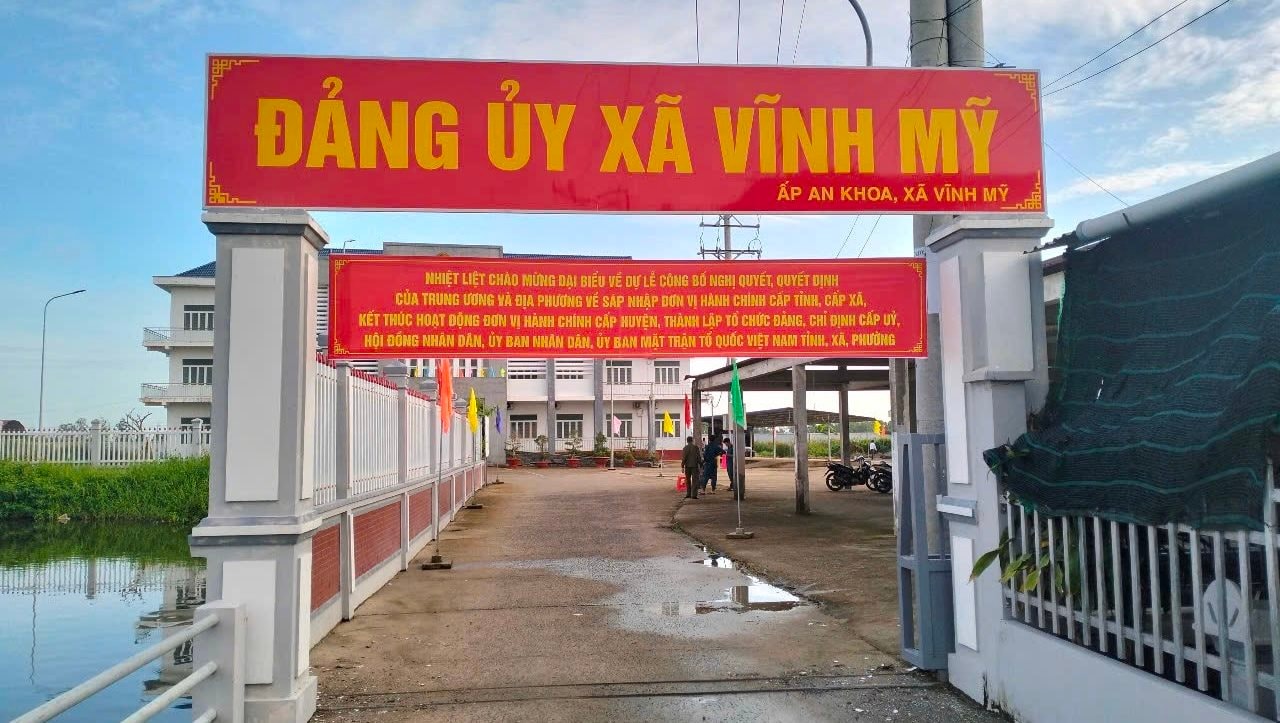 ĐẢNG ỦY XÃ VĨNH MỸ
ẤP AN KHOA, XÃ VĨNH MỸ
NHIỆT LIỆT CHÀO MỪNG ĐẠI BIỂU VỀ DỰ LỄ CÔNG BỐ NGHỊ QUYẾT, QUYẾT ĐỊNH
CỦA TRUNG ƯƠNG VÀ ĐỊA PHƯƠNG VỀ SÁP NHẬP ĐƠN VỊ HÀNH CHÍNH CẤP TỈNH, CẤP XÃ,
KẾT THÚC HOẠT ĐỘNG ĐƠN VỊ HÀNH CHÍNH CẤP HUYỆN, THÀNH LẬP TỔ CHỨC ĐẢNG, CHỈ ĐỊNH CẤP UỶ,
HỘI ĐỒNG NHÂN DÂN, ỦY BAN NHÂN DÂN, ỦY BAN MẶT TRẬN TỔ QUỐC VIỆT NAM TỈNH, XÃ, PHƯỜNG